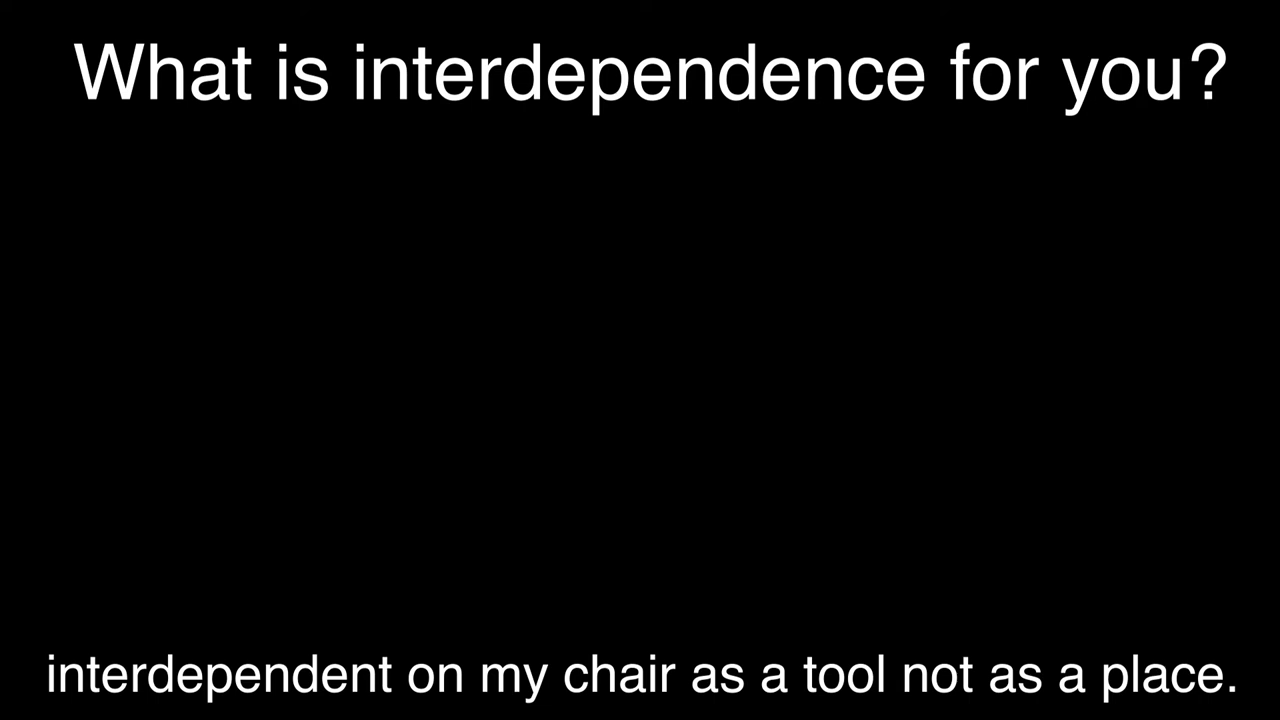 What is interdependence for you?
interdependent on my chair as a tool not as a place.